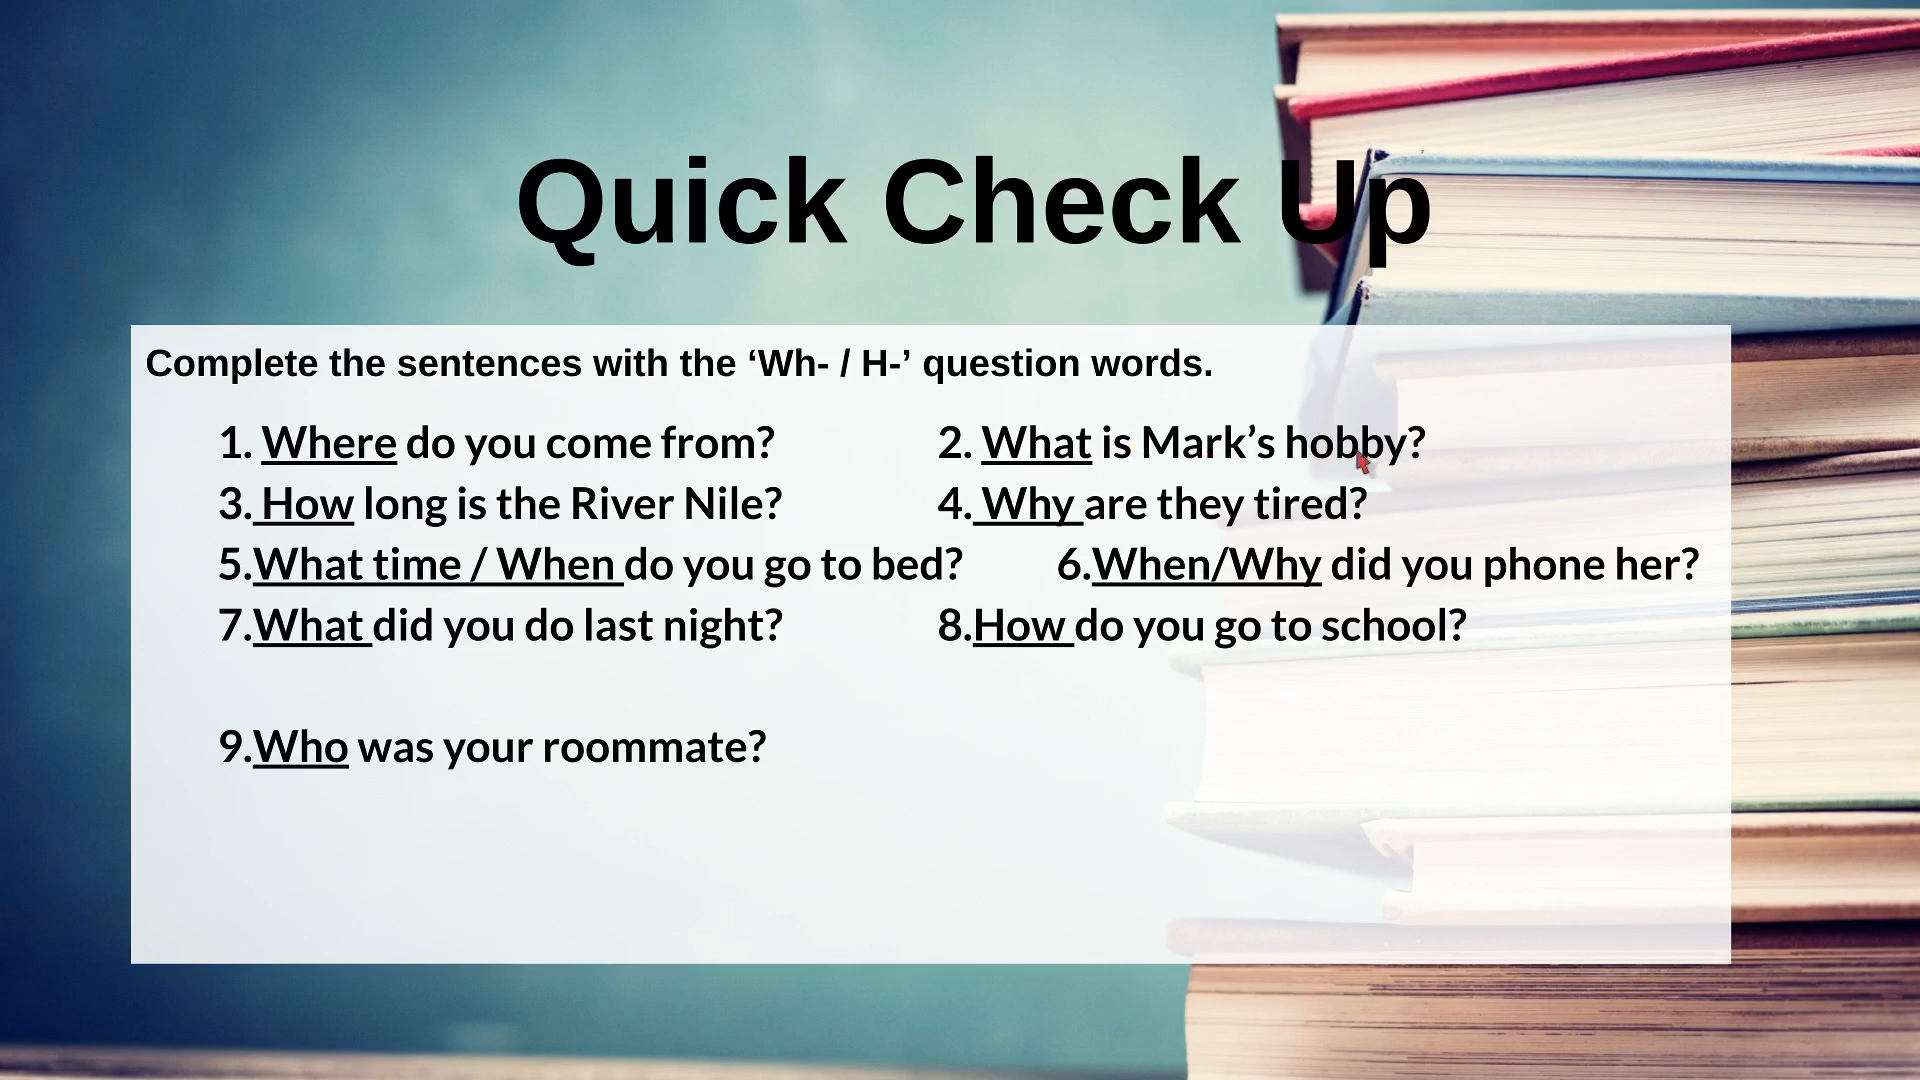 Quick Check Up
Complete the sentences with the ‘Wh- / H-’ question words.
1. Where do you come from? 2. What is Mark’s hobby?
3. How long is the River Nile? 4. Why are they tired?
5.What time / When do you go to bed? 6.When/Why did you phone her?
7.What did you do last night? 8.How do you go to school?
9.Who was your roommate?